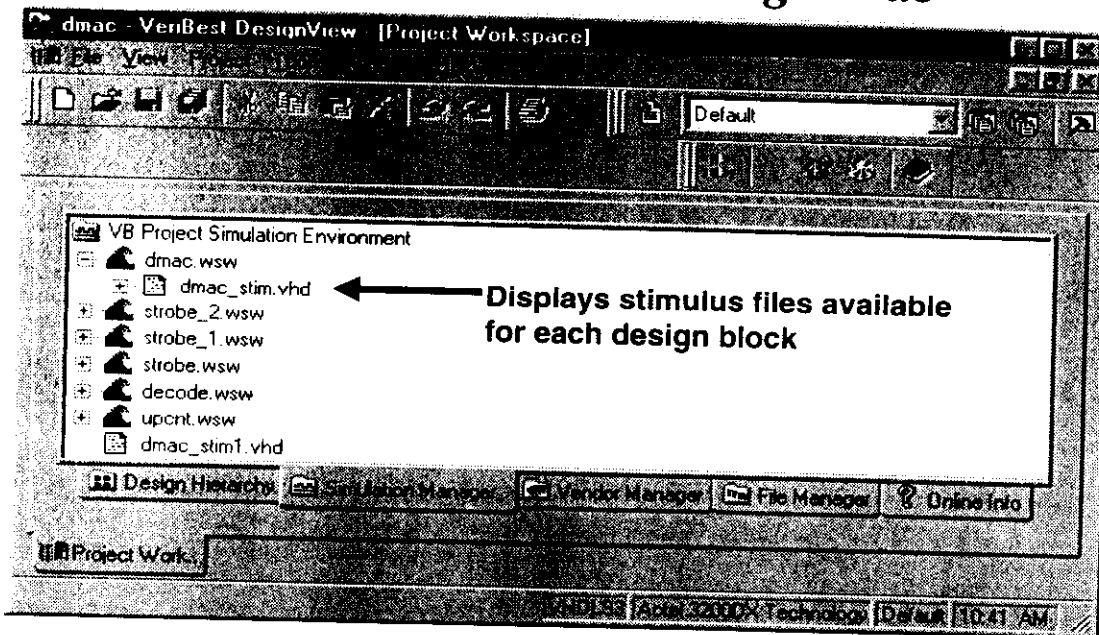 dmac - VeriBest DesignView - [Project Workspace]
File View Project Tools
Default
VB Project Simulation Environment
dmac.wsw
dmac_stim.vhd
strobe_2.wsw
strobe_1.wsw
strobe.wsw
decode.wsw
upcnt.wsw
dmac_stim1.vhd
Displays stimulus files available
for each design block
Design Hierarchy Simulation Manager Vendor Manager File Manager Online Info
Project Work...
VHDL93 Actel 3200DX Technology Default 10:41 AM